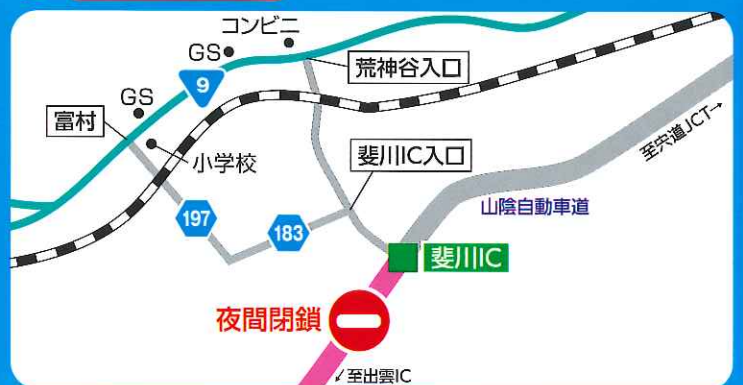 コンビニ
GS
荒神谷入口
9
GS
富村
小学校
斐川IC入口
至宍道JCT→
山陰自動車道
197
183
斐川IC
夜間閉鎖
↙至出雲IC